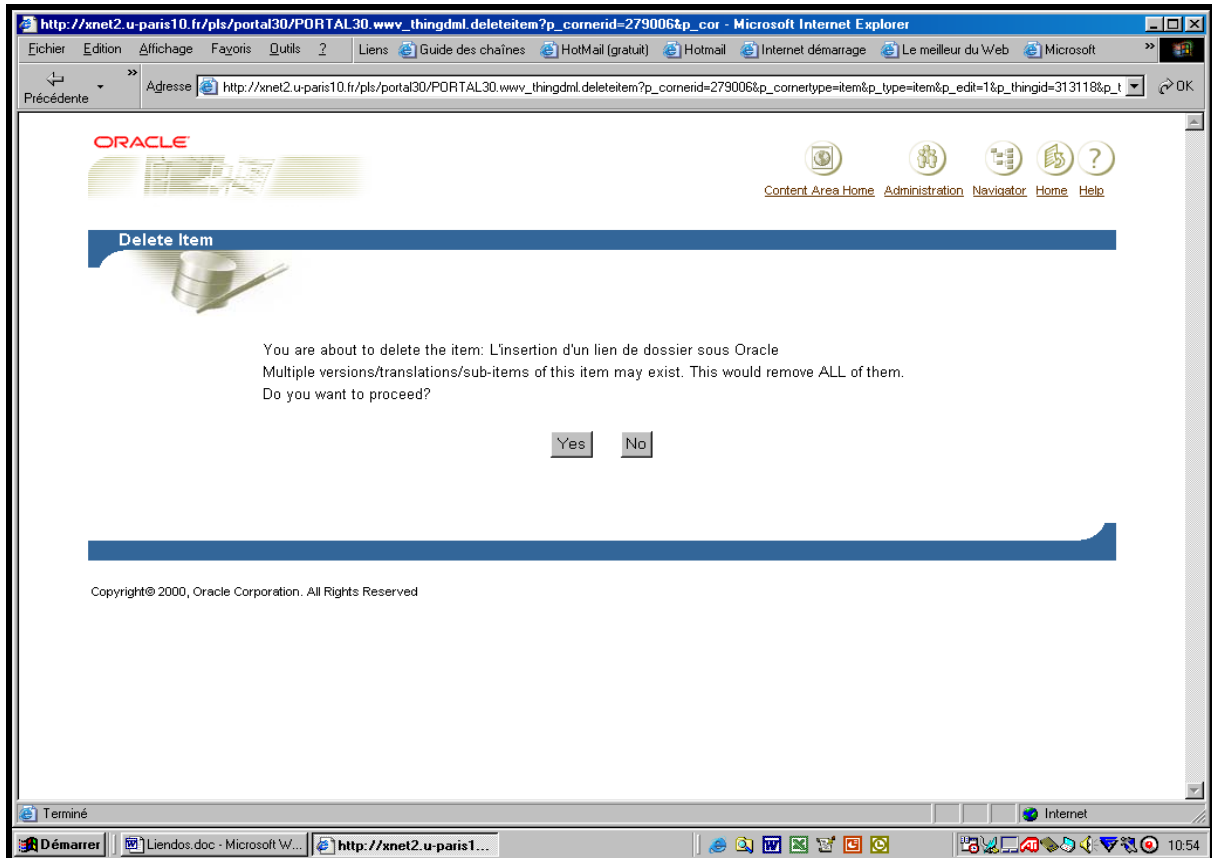 http://xnet2.u-paris10.fr/pls/portal30/PORTAL30.wwv_thingdml.deleteitem?p_cornerid=279006&p_cor - Microsoft Internet Explorer
Fichier Edition Affichage Favoris Outils ? Liens Guide des chaînes HotMail (gratuit) Hotmail Internet démarrage Le meilleur du Web Microsoft »
Précédente » Adresse http://xnet2.u-paris10.fr/pls/portal30/PORTAL30.wwv_thingdml.deleteitem?p_cornerid=279006&p_cornertype=item&p_type=item&p_edit=1&p_thingid=313118&p_t OK
ORACLE
Content Area Home Administration Navigator Home Help
Delete Item
You are about to delete the item: L'insertion d'un lien de dossier sous Oracle
Multiple versions/translations/sub-items of this item may exist. This would remove ALL of them.
Do you want to proceed?
Yes No
Copyright© 2000, Oracle Corporation. All Rights Reserved
Terminé Internet
Démarrer Liendos.doc - Microsoft W... http://xnet2.u-paris1... 10:54